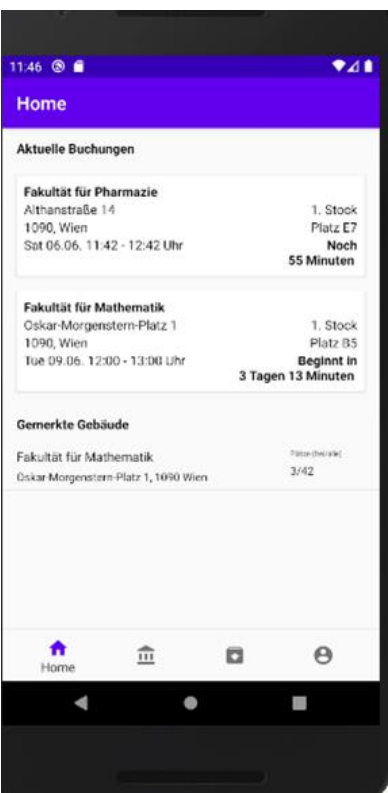 11:46
Home
Aktuelle Buchungen
Fakultät für Pharmazie
Althanstraße 14 1. Stock
1090, Wien Platz E7
Sat 06.06. 11:42 - 12:42 Uhr Noch
55 Minuten
Fakultät für Mathematik
Oskar-Morgenstern-Platz 1 1. Stock
1090, Wien Platz B5
Tue 09.06. 12:00 - 13:00 Uhr Beginnt in
3 Tagen 13 Minuten
Gemerkte Gebäude
Fakultät für Mathematik
Oskar-Morgenstern-Platz 1, 1090 Wien 3/42
Home